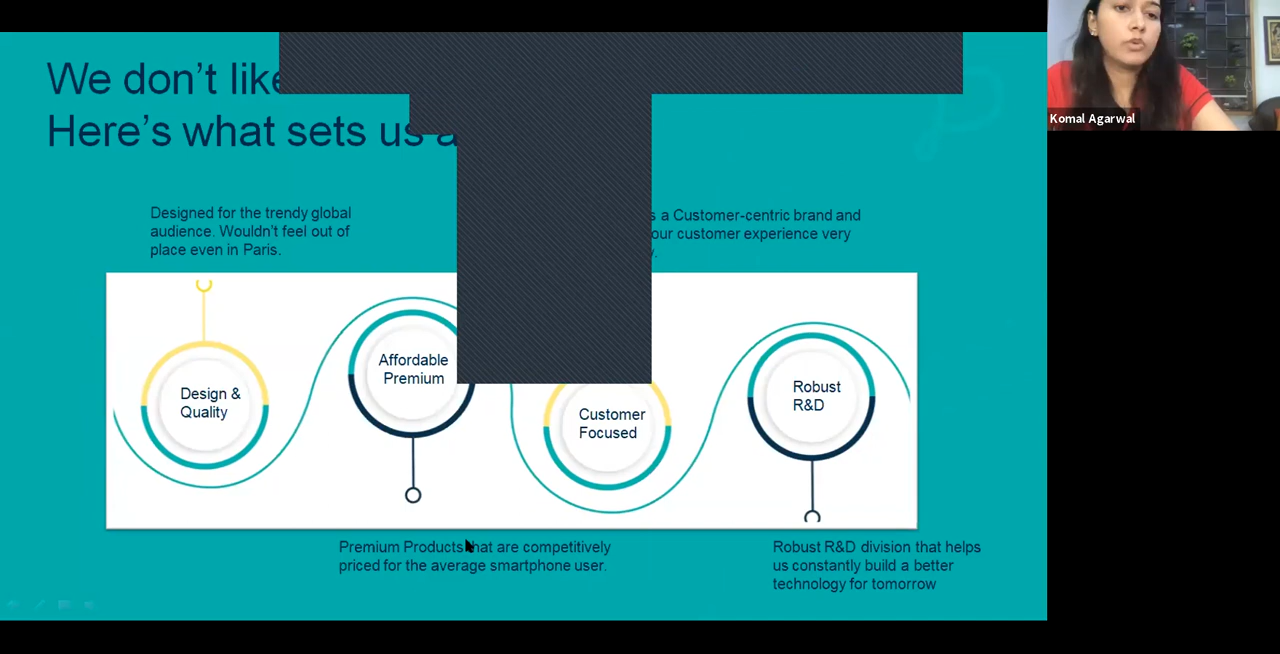 We don't like
Here's what sets us a
Designed for the trendy global
audience. Wouldn't feel out of
place even in Paris.
s a Customer-centric brand and
our customer experience very
Design &
Quality
Affordable
Premium
Customer
Focused
Robust
R&D
Premium Products that are competitively
priced for the average smartphone user.
Robust R&D division that helps
us constantly build a better
technology for tomorrow
Komal Agarwal